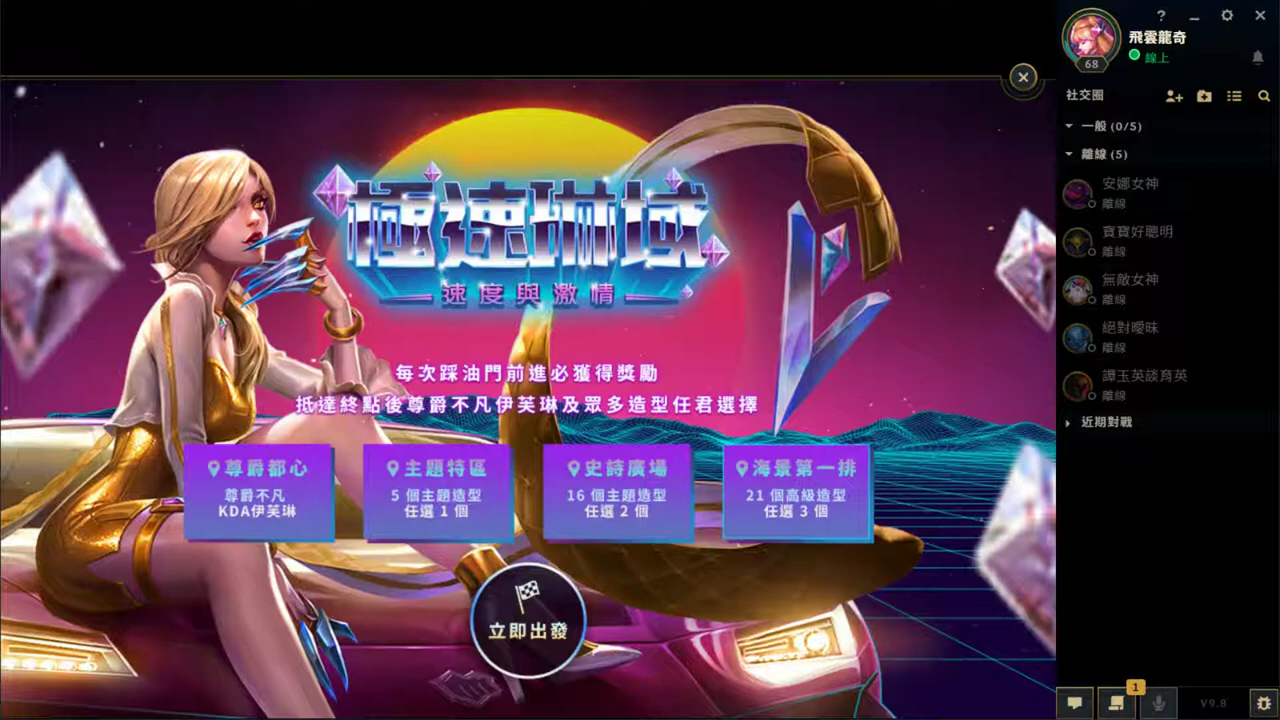 飛雲龍奇
68
線上
社交圈
一般 (0/5)
離線 (5)
安娜女神
離線
寶寶好聰明
離線
無敵女神
離線
絕對曖昧
離線
譚玉英談育英
離線
近期對戰
1
V9.8
極速琳域
速度與激情
每次踩油門前進必獲得獎勵
抵達終點後尊爵不凡伊芙琳及眾多造型任君選擇
尊爵都心
尊爵不凡
KDA伊芙琳
主題特區
5 個主題造型
任選 1 個
史詩廣場
16 個主題造型
任選 2 個
海景第一排
21 個高級造型
任選 3 個
立即出發